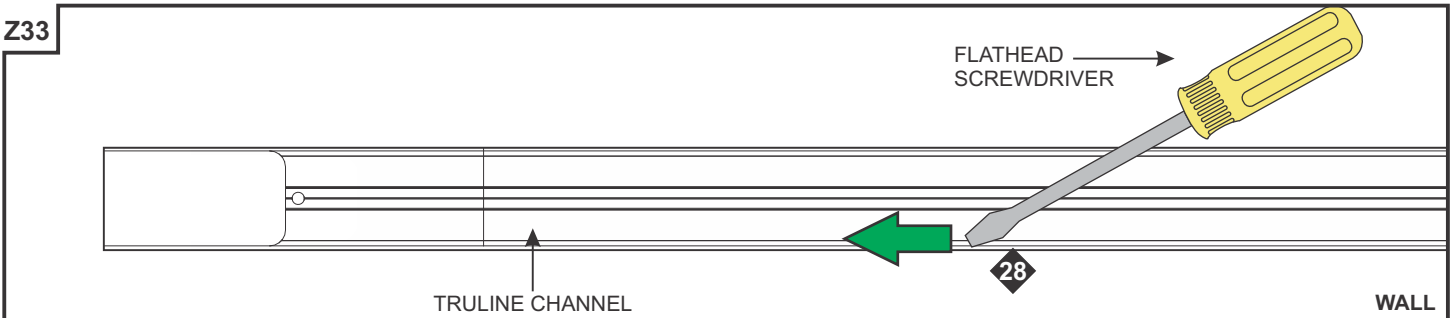 Z33
FLATHEAD
SCREWDRIVER
28
TRULINE CHANNEL
WALL